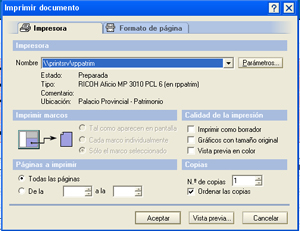 Imprimir documento
Impresora
Formato de página
Impresora
Nombre \\printsrv\rppatrim Parámetros...
Estado: Preparada
Tipo: RICOH Aficio MP 3010 PCL 6 (en rppatrim)
Comentario:
Ubicación: Palacio Provincial - Patrimonio
Imprimir marcos
Tal como aparecen en pantalla
Cada marco individualmente
Sólo el marco seleccionado
Calidad de la impresión
Imprimir como borrador
Gráficos con tamaño original
Vista previa en color
Páginas a imprimir
Todas las páginas
De la a la
Copias
N.º de copias 1
Ordenar las copias
Aceptar Vista previa... Cancelar